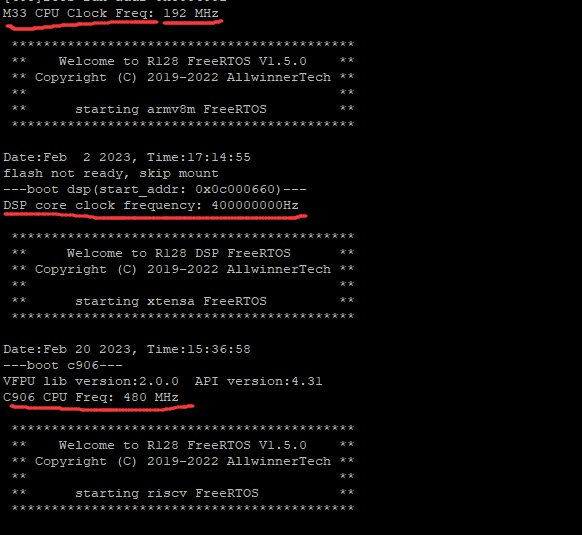 M33 CPU Clock Freq: 192 MHz
*******************************************
** Welcome to R128 FreeRTOS V1.5.0 **
** Copyright (C) 2019-2022 AllwinnerTech **
** **
** starting armv8m FreeRTOS **
*******************************************
Date:Feb 2 2023, Time:17:14:55
flash not ready, skip mount
---boot dsp(start_addr: 0x0c000660)---
DSP core clock frequency: 400000000Hz
*******************************************
** Welcome to R128 DSP FreeRTOS **
** Copyright (C) 2019-2022 AllwinnerTech **
** **
** starting xtensa FreeRTOS **
*******************************************
Date:Feb 20 2023, Time:15:36:58
---boot c906---
VFPU lib version:2.0.0 API version:4.31
C906 CPU Freq: 480 MHz
*******************************************
** Welcome to R128 FreeRTOS V1.5.0 **
** Copyright (C) 2019-2022 AllwinnerTech **
** **
** starting riscv FreeRTOS **
*******************************************